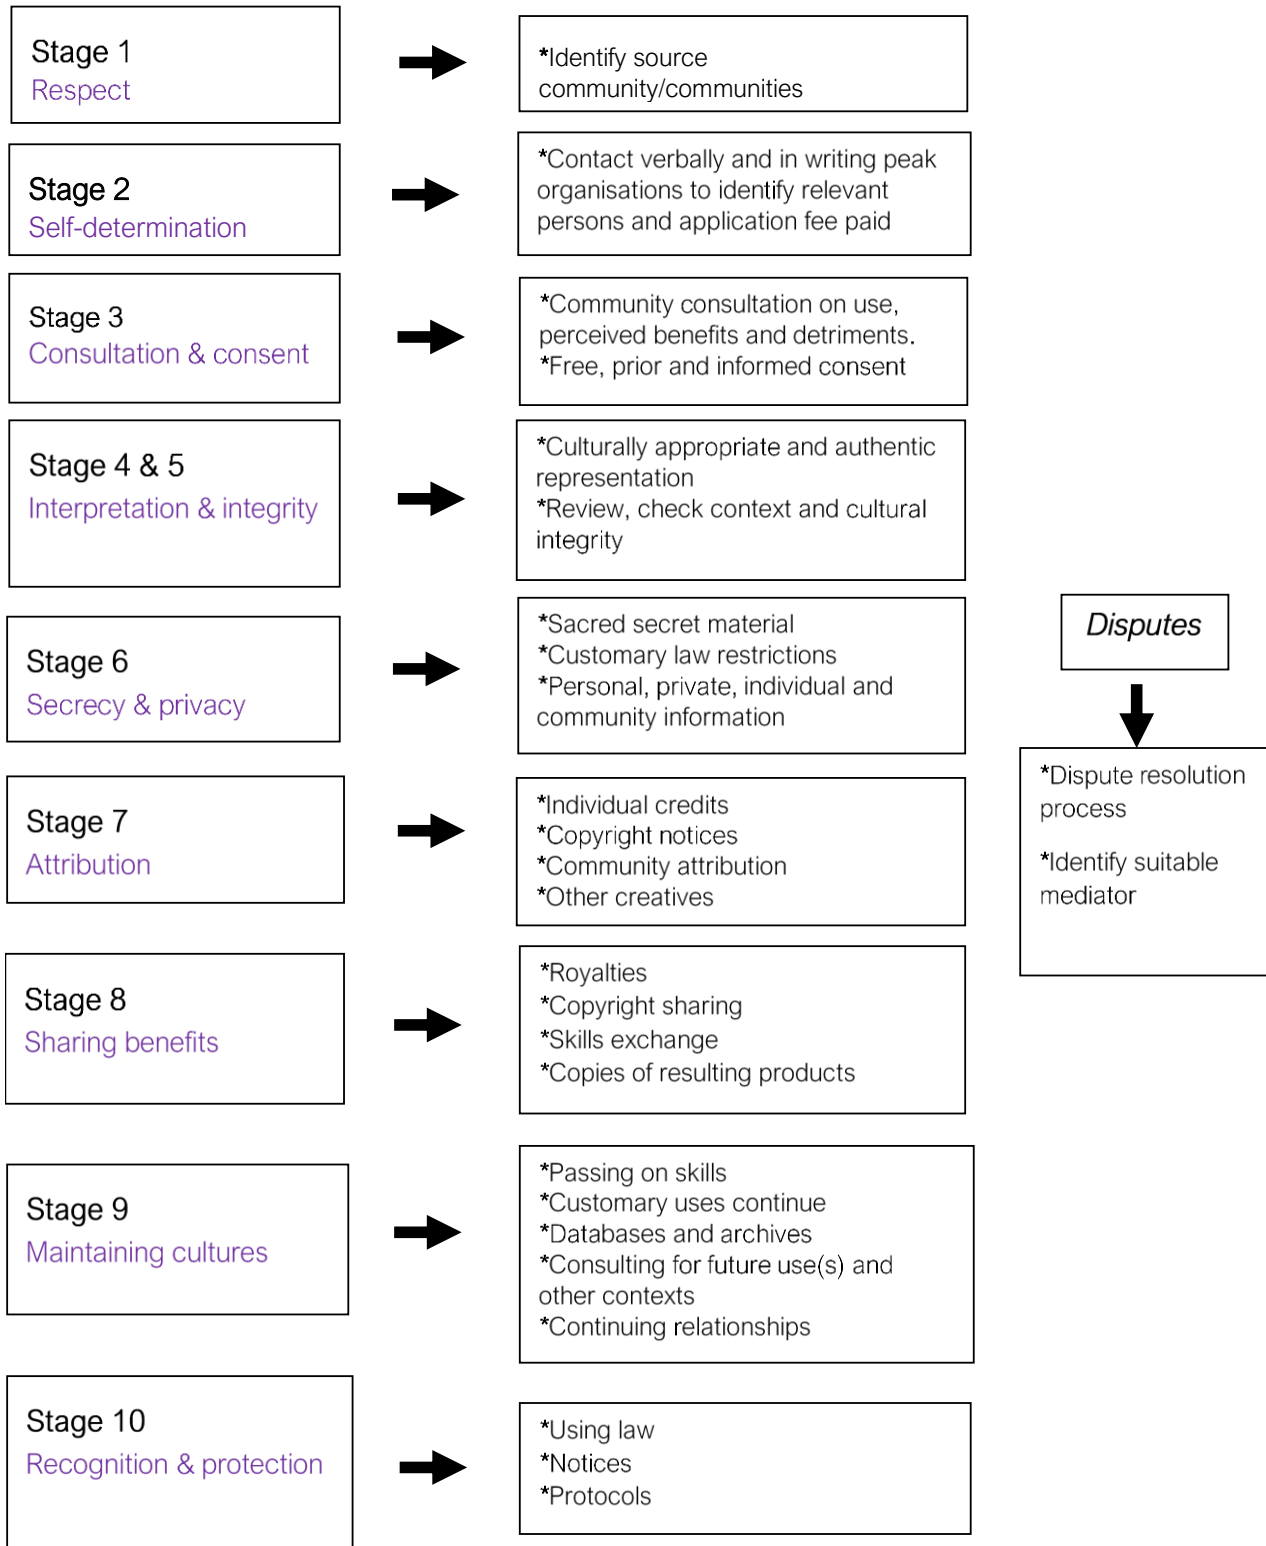 Stage 1
Respect
*Identify source
community/communities
Stage 2
Self-determination
*Contact verbally and in writing peak
organisations to identify relevant
persons and application fee paid
Stage 3
Consultation & consent
*Community consultation on use,
perceived benefits and detriments.
*Free, prior and informed consent
Stage 4 & 5
Interpretation & integrity
*Culturally appropriate and authentic
representation
*Review, check context and cultural
integrity
Stage 6
Secrecy & privacy
*Sacred secret material
*Customary law restrictions
*Personal, private, individual and
community information
Disputes
*Dispute resolution
process
*Identify suitable
mediator
Stage 7
Attribution
*Individual credits
*Copyright notices
*Community attribution
*Other creatives
Stage 8
Sharing benefits
*Royalties
*Copyright sharing
*Skills exchange
*Copies of resulting products
Stage 9
Maintaining cultures
*Passing on skills
*Customary uses continue
*Databases and archives
*Consulting for future use(s) and
other contexts
*Continuing relationships
Stage 10
Recognition & protection
*Using law
*Notices
*Protocols